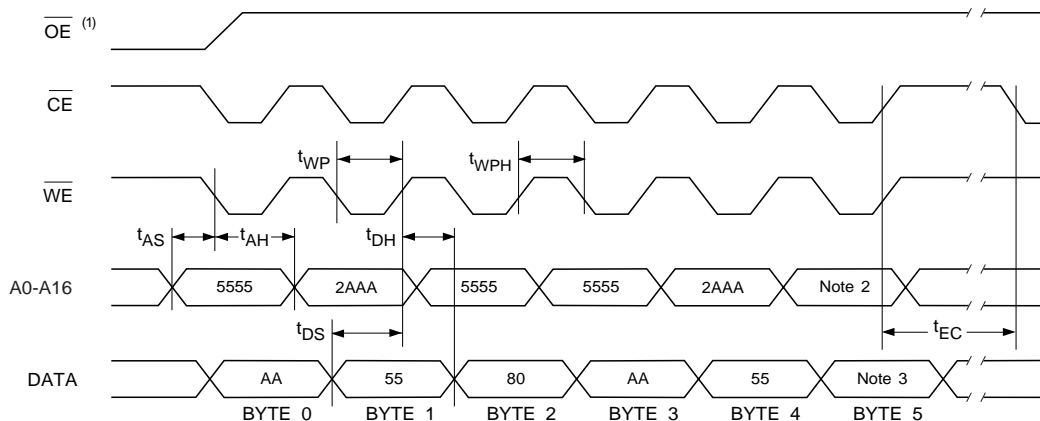 OE (1)
CE
tWP
tWPH
WE
tAS
tAH
tDH
A0-A16
5555
2AAA
5555
5555
2AAA
Note 2
tDS
tEC
DATA
AA
55
80
AA
55
Note 3
BYTE 0
BYTE 1
BYTE 2
BYTE 3
BYTE 4
BYTE 5